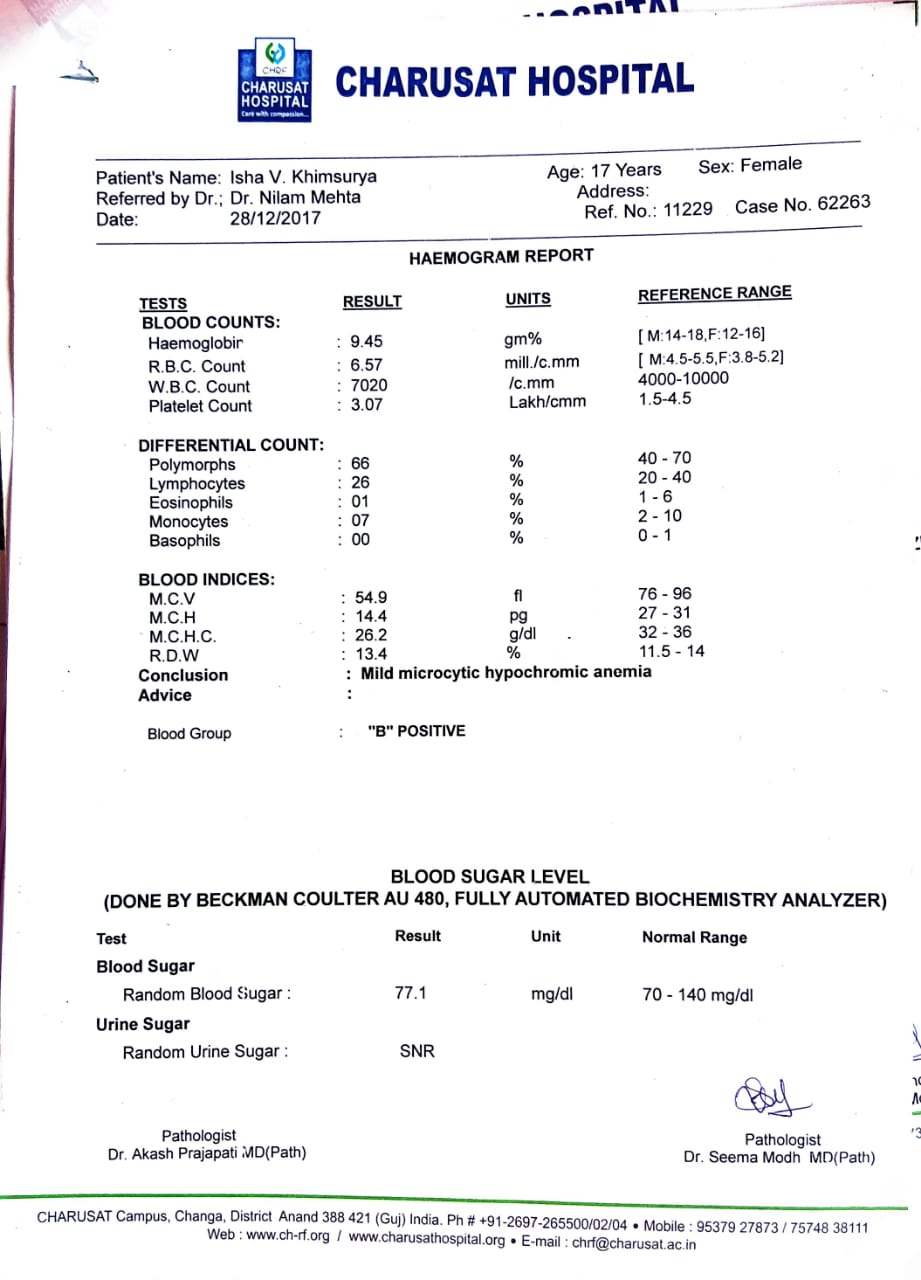 HOSPITAL
CHRF
CHARUSAT
HOSPITAL
Care with compassion...
CHARUSAT HOSPITAL
Patient's Name: Isha V. Khimsurya Age: 17 Years Sex: Female
Referred by Dr.; Dr. Nilam Mehta Address:
Date: 28/12/2017 Ref. No.: 11229 Case No. 62263
HAEMOGRAM REPORT
TESTS RESULT UNITS REFERENCE RANGE
BLOOD COUNTS:
Haemoglobin : 9.45 gm% [ M:14-18,F:12-16]
R.B.C. Count : 6.57 mill./c.mm [ M:4.5-5.5,F:3.8-5.2]
W.B.C. Count : 7020 /c.mm 4000-10000
Platelet Count : 3.07 Lakh/cmm 1.5-4.5
DIFFERENTIAL COUNT:
Polymorphs : 66 % 40 - 70
Lymphocytes : 26 % 20 - 40
Eosinophils : 01 % 1 - 6
Monocytes : 07 % 2 - 10
Basophils : 00 % 0 - 1
BLOOD INDICES:
M.C.V : 54.9 fl 76 - 96
M.C.H : 14.4 pg 27 - 31
M.C.H.C. : 26.2 g/dl 32 - 36
R.D.W : 13.4 % 11.5 - 14
Conclusion : Mild microcytic hypochromic anemia
Advice :
Blood Group : "B" POSITIVE
BLOOD SUGAR LEVEL
(DONE BY BECKMAN COULTER AU 480, FULLY AUTOMATED BIOCHEMISTRY ANALYZER)
Test Result Unit Normal Range
Blood Sugar
Random Blood Sugar : 77.1 mg/dl 70 - 140 mg/dl
Urine Sugar
Random Urine Sugar : SNR
Pathologist Pathologist
Dr. Akash Prajapati MD(Path) Dr. Seema Modh MD(Path)
CHARUSAT Campus, Changa, District Anand 388 421 (Guj) India. Ph # +91-2697-265500/02/04 • Mobile : 95379 27873 / 75748 38111
Web : www.ch-rf.org / www.charusathospital.org • E-mail : chrf@charusat.ac.in